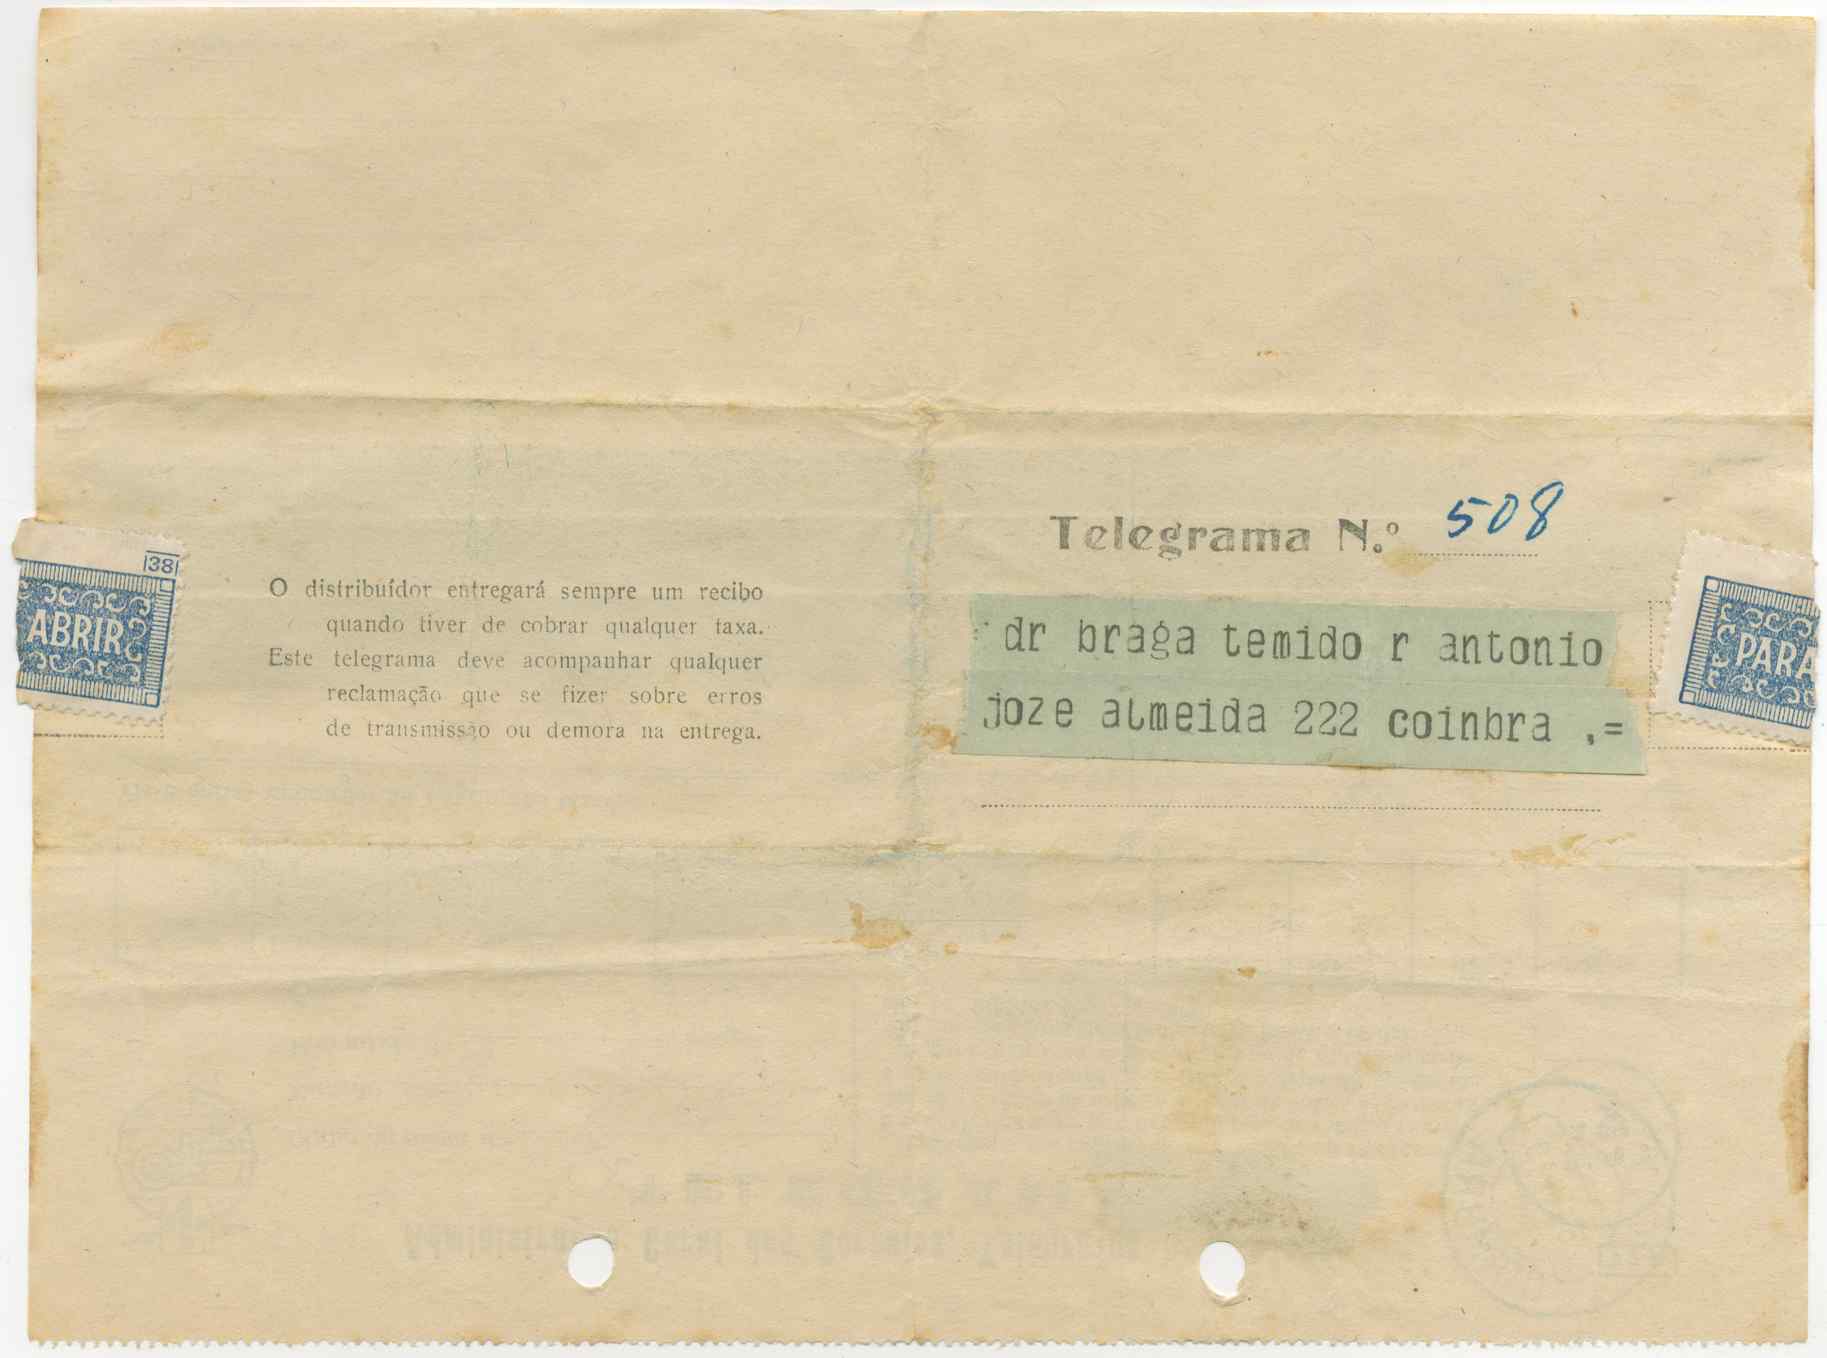 38
ABRIR
O distribuídor entregará sempre um recibo
quando tiver de cobrar qualquer taxa.
Este telegrama deve acompanhar qualquer
reclamação que se fizer sobre erros
de transmissão ou demora na entrega.
Telegrama N.º 508
= dr braga temido r antonio
joze almeida 222 coinbra .=
PARA